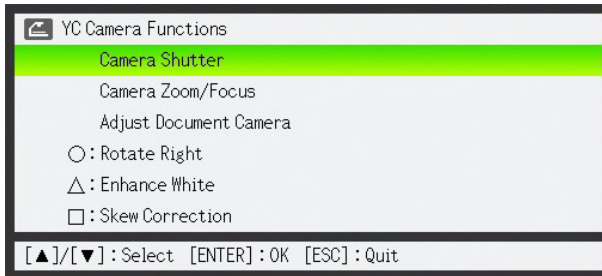 YC Camera Functions
Camera Shutter
Camera Zoom/Focus
Adjust Document Camera
○:Rotate Right
△:Enhance White
□:Skew Correction
[▲]/[▼]:Select [ENTER]:OK [ESC]:Quit